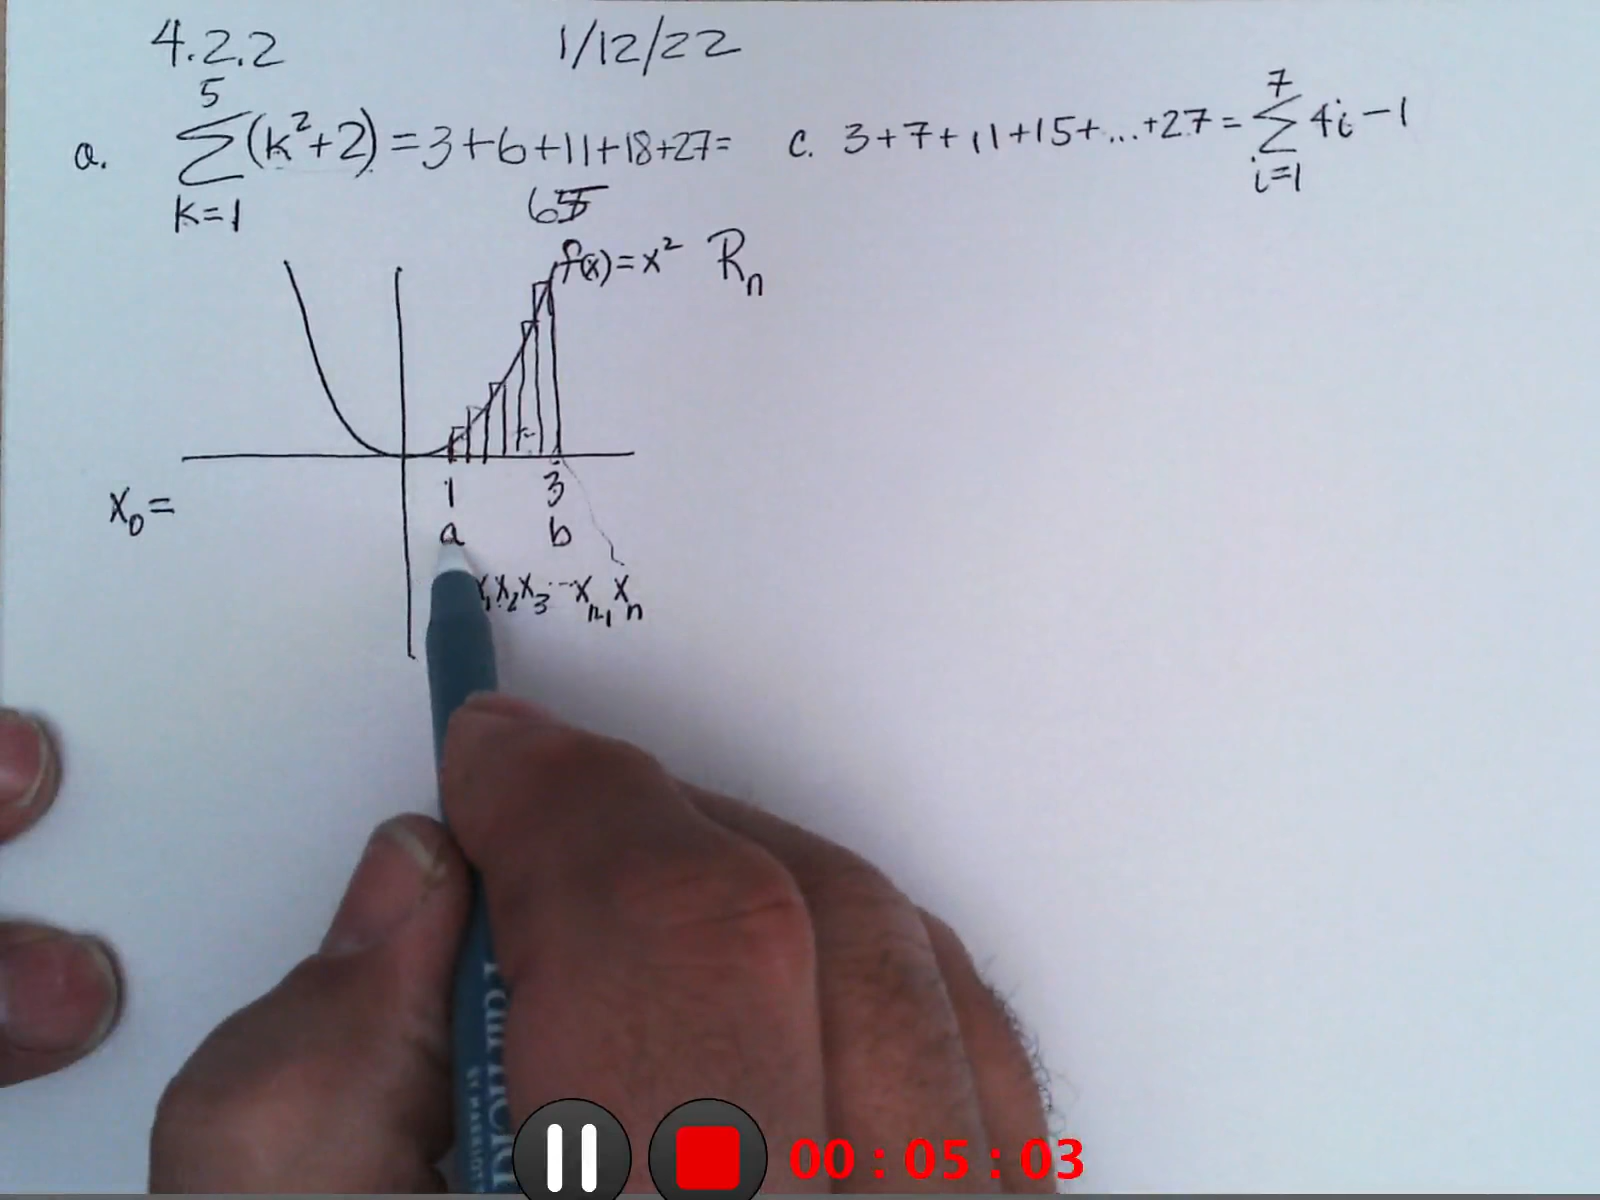 4.2.2
1/12/22
a. 5 ∑ k=1 (k²+2) = 3+6+11+18+27=
65
c. 3+7+11+15+...+27 = 7 ∑ i=1 4i-1
f(x)=x² Rₙ
1 3
x₀=
a b
x₁ x₂ x₃ ... xₙ₋₁ xₙ
00:05:03